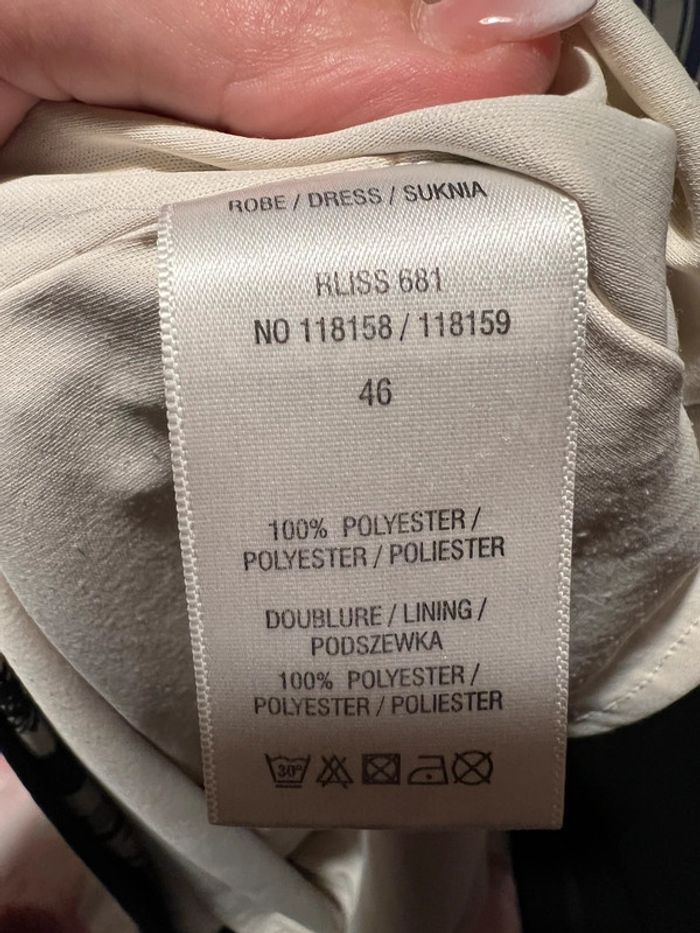 ROBE / DRESS / SUKNIA
RLISS 681
NO 118158 / 118159
46
100% POLYESTER /
POLYESTER / POLIESTER
DOUBLURE / LINING /
PODSZEWKA
100% POLYESTER /
POLYESTER / POLIESTER
30°